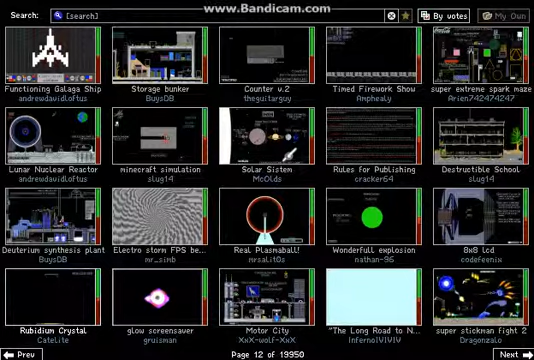 www.Bandicam.com
Search: [search] By votes My Own
Functioning Galaga Ship Storage bunker Counter v.2 Timed Firework Show super extreme spark maze
andrewdavidloftus BuysDB theguitarguy Anphealy Arien742474247
Lunar Nuclear Reactor minecraft simulation Solar Sistem Rules for Publishing Destructible School
andrewdavidloftus slug14 McOlds cracker64 slug14
Deuterium synthesis plant Electro storm FPS be... Real Plasmaball! Wonderfull explosion 8x8 lcd
BuysDB mr_simb mrsalit0s nathan-96 codefeenix
Rubidium Crystal glow screensaver Motor City "The Long Road to N... super stickman fight 2
Catelite gruisman XxX-wolf-XxX InfernalVIVIV Dragonzalo
Prev Page 12 of 19950 Next